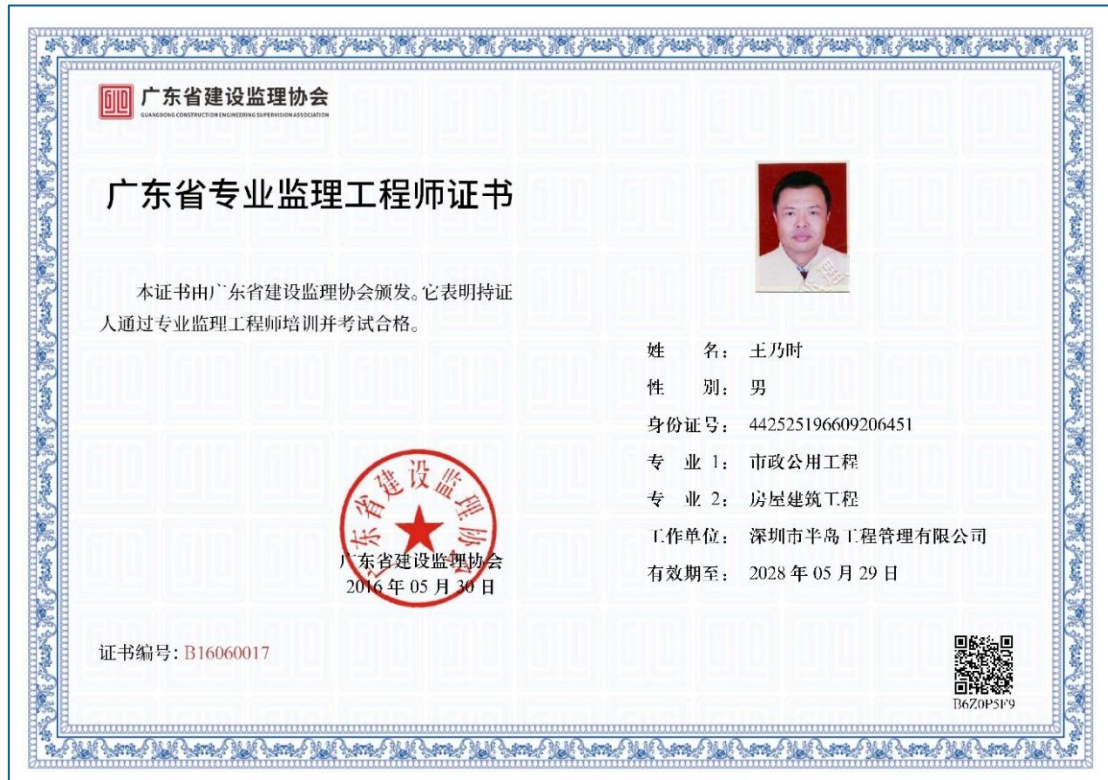 广东省建设监理协会
GUANGDONG CONSTRUCTION ENGINEERING SUPERVISION ASSOCIATION
广东省专业监理工程师证书
本证书由广东省建设监理协会颁发。它表明持证
人通过专业监理工程师培训并考试合格。
姓 名: 王乃时
性 别: 男
身份证号: 442525196609206451
专 业 1: 市政公用工程
专 业 2: 房屋建筑工程
工作单位: 深圳市半岛工程管理有限公司
有效期至: 2028 年 05 月 29 日
广东省建设监理协会
广东省建设监理协会
2016 年 05 月 30 日
证书编号: B16060017
B6Z0P5F9